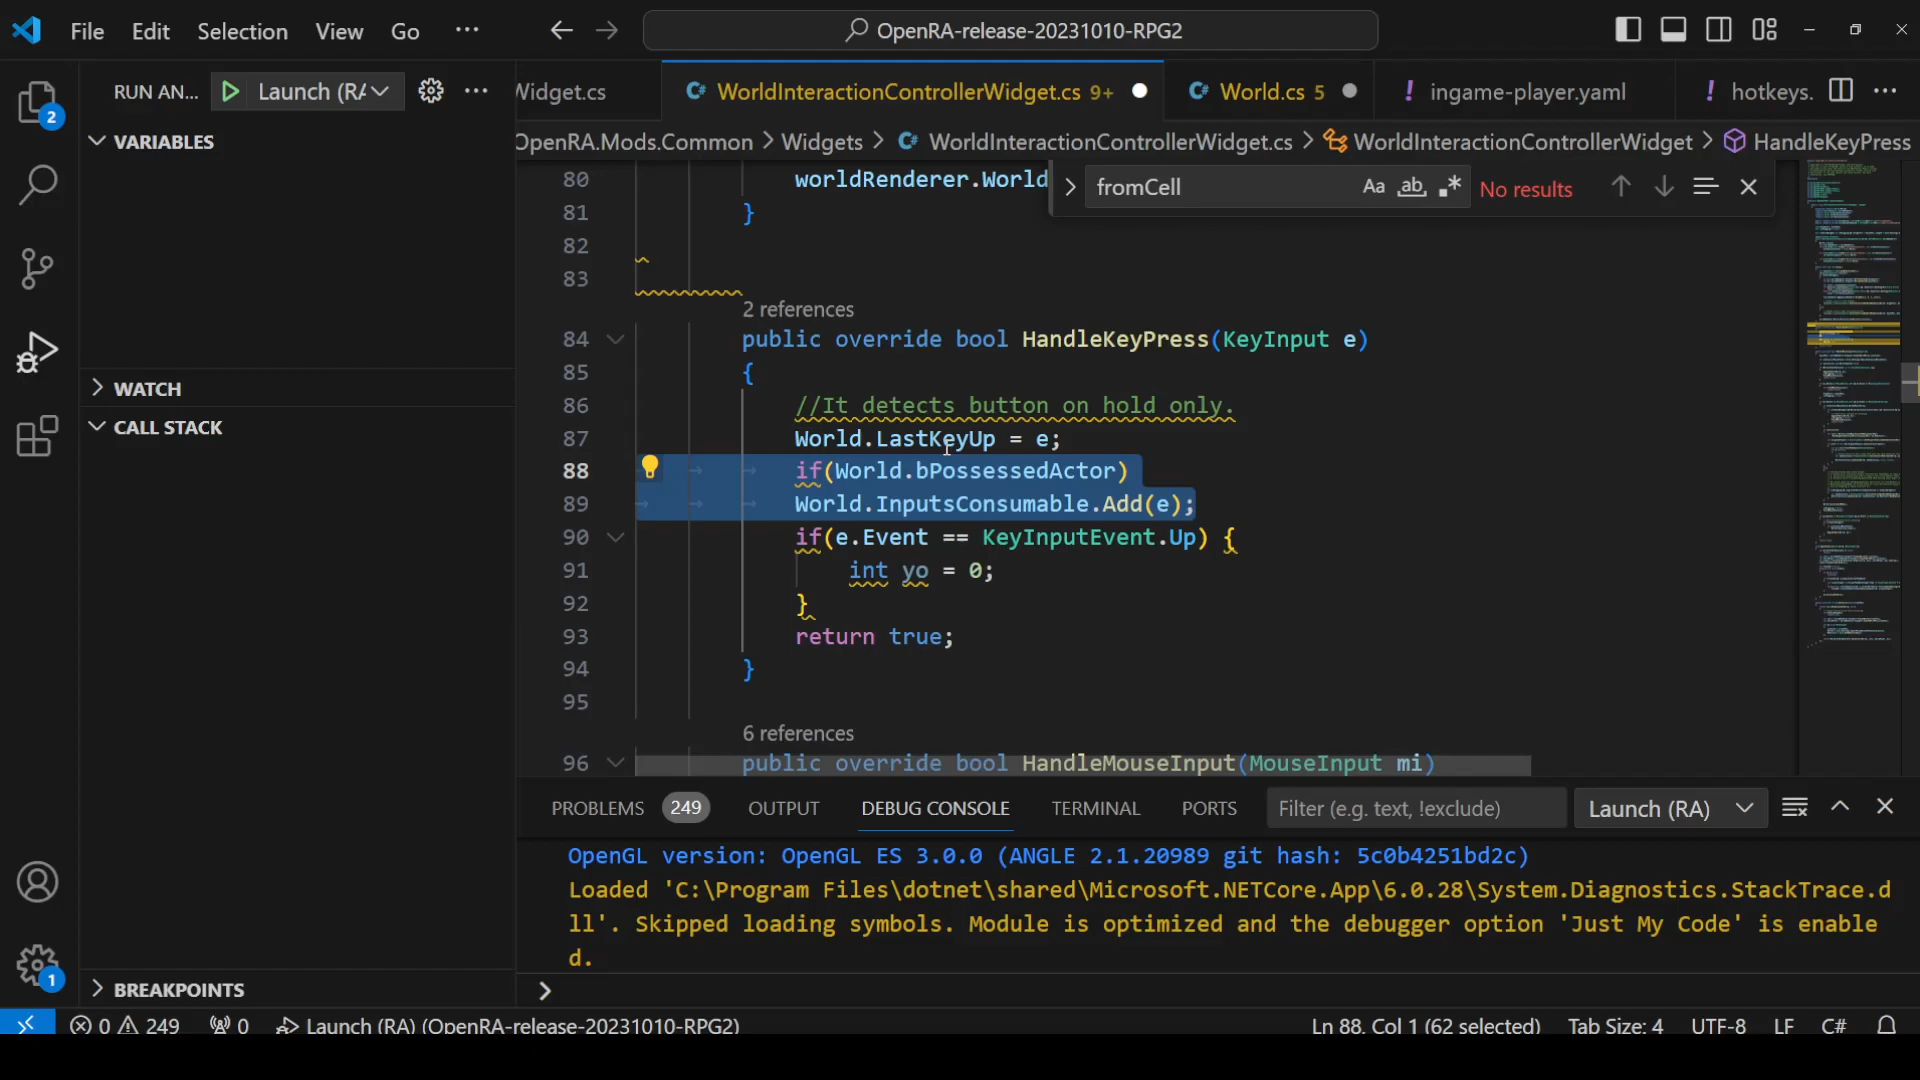 File Edit Selection View Go ··· OpenRA-release-20231010-RPG2
RUN AN... Launch (RA ···
Widget.cs WorldInteractionControllerWidget.cs 9+ World.cs 5 ! ingame-player.yaml ! hotkeys. ···
OpenRA.Mods.Common > Widgets > WorldInteractionControllerWidget.cs > WorldInteractionControllerWidget > HandleKeyPress
VARIABLES
WATCH
CALL STACK
BREAKPOINTS
2
1
fromCell Aa ab .* No results
80 worldRenderer.World
81 }
82
83
2 references
84 public override bool HandleKeyPress(KeyInput e)
85 {
86 //It detects button on hold only.
87 World.LastKeyUp = e;
88 if(World.bPossessedActor)
89 World.InputsConsumable.Add(e);
90 if(e.Event == KeyInputEvent.Up) {
91 int yo = 0;
92 }
93 return true;
94 }
95
6 references
96 public override bool HandleMouseInput(MouseInput mi)
PROBLEMS 249 OUTPUT DEBUG CONSOLE TERMINAL PORTS Filter (e.g. text, !exclude) Launch (RA)
OpenGL version: OpenGL ES 3.0.0 (ANGLE 2.1.20989 git hash: 5c0b4251bd2c)
Loaded 'C:\Program Files\dotnet\shared\Microsoft.NETCore.App\6.0.28\System.Diagnostics.StackTrace.d
ll'. Skipped loading symbols. Module is optimized and the debugger option 'Just My Code' is enable
d.
>
0 249 0 Launch (RA) (OpenRA-release-20231010-RPG2) Ln 88, Col 1 (62 selected) Tab Size: 4 UTF-8 LF C#